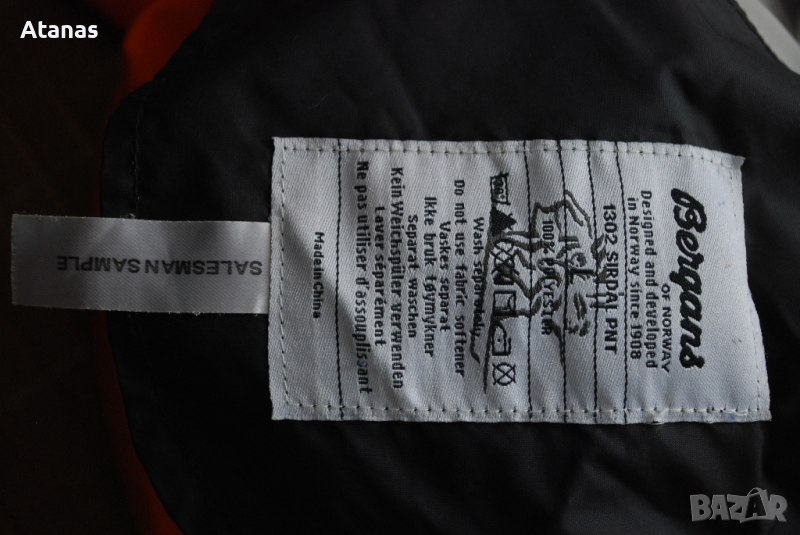 Atanas
Bergans
OF NORWAY
Designed and developed
in Norway since 1908
1302 SIRDAL PNT
100% polyester
Wash separately
Do not use fabric softener
Vaskes separat
Ikke bruk tøymykner
Separat waschen
Kein Weichspüler verwenden
Laver séparément
Ne pas utiliser d'assouplissant
Made in China
SALESMAN SAMPLE
BAZAR